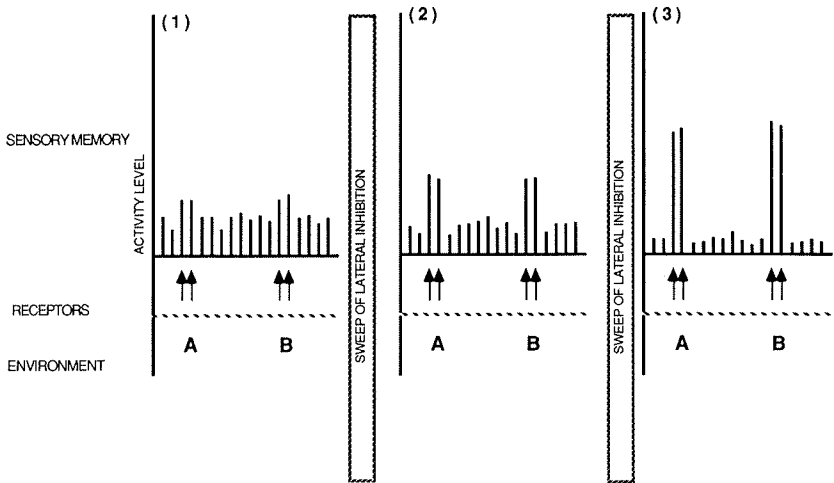 (1)
(2)
(3)
SENSORY MEMORY
ACTIVITY LEVEL
SWEEP OF LATERAL INHIBITION
SWEEP OF LATERAL INHIBITION
RECEPTORS
A B
A B
A B
ENVIRONMENT